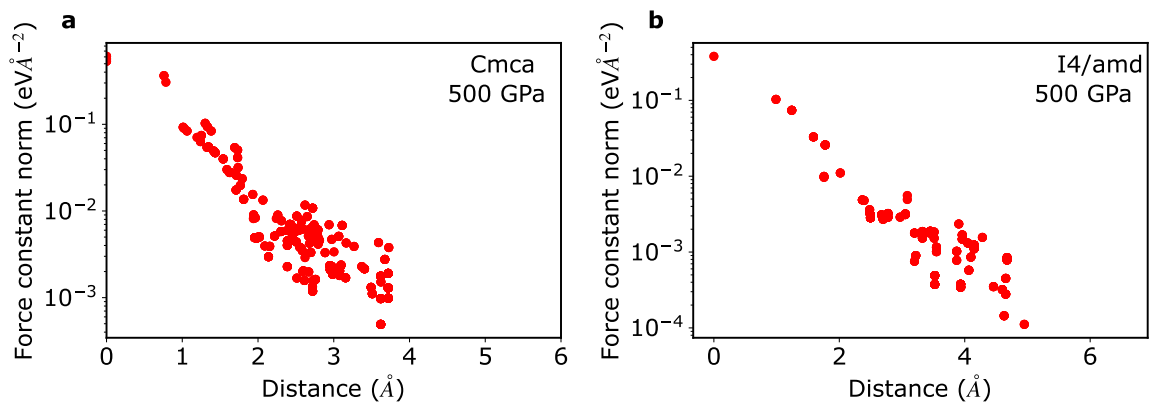 a
Force constant norm (eVÅ⁻²)
10⁻¹
10⁻²
10⁻³
Cmca
500 GPa
0 1 2 3 4 5 6
Distance (Å)
b
Force constant norm (eVÅ⁻²)
10⁻¹
10⁻²
10⁻³
10⁻⁴
I4/amd
500 GPa
0 2 4 6
Distance (Å)